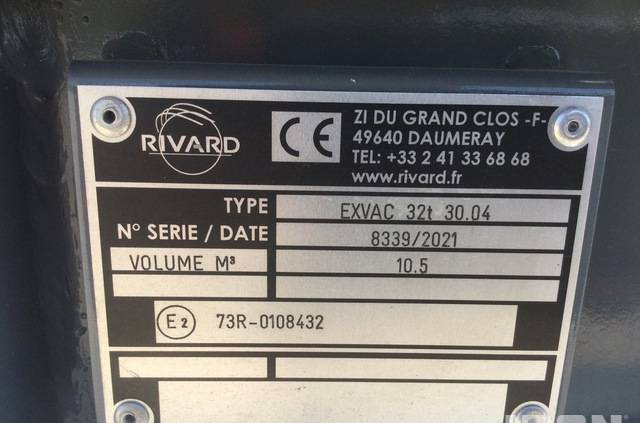 RIVARD
CE
ZI DU GRAND CLOS -F-
49640 DAUMERAY
TEL: +33 2 41 33 68 68
www.rivard.fr
TYPE EXVAC 32t 30.04
N° SERIE / DATE 8339/2021
VOLUME M³ 10.5
E2 73R-0108432